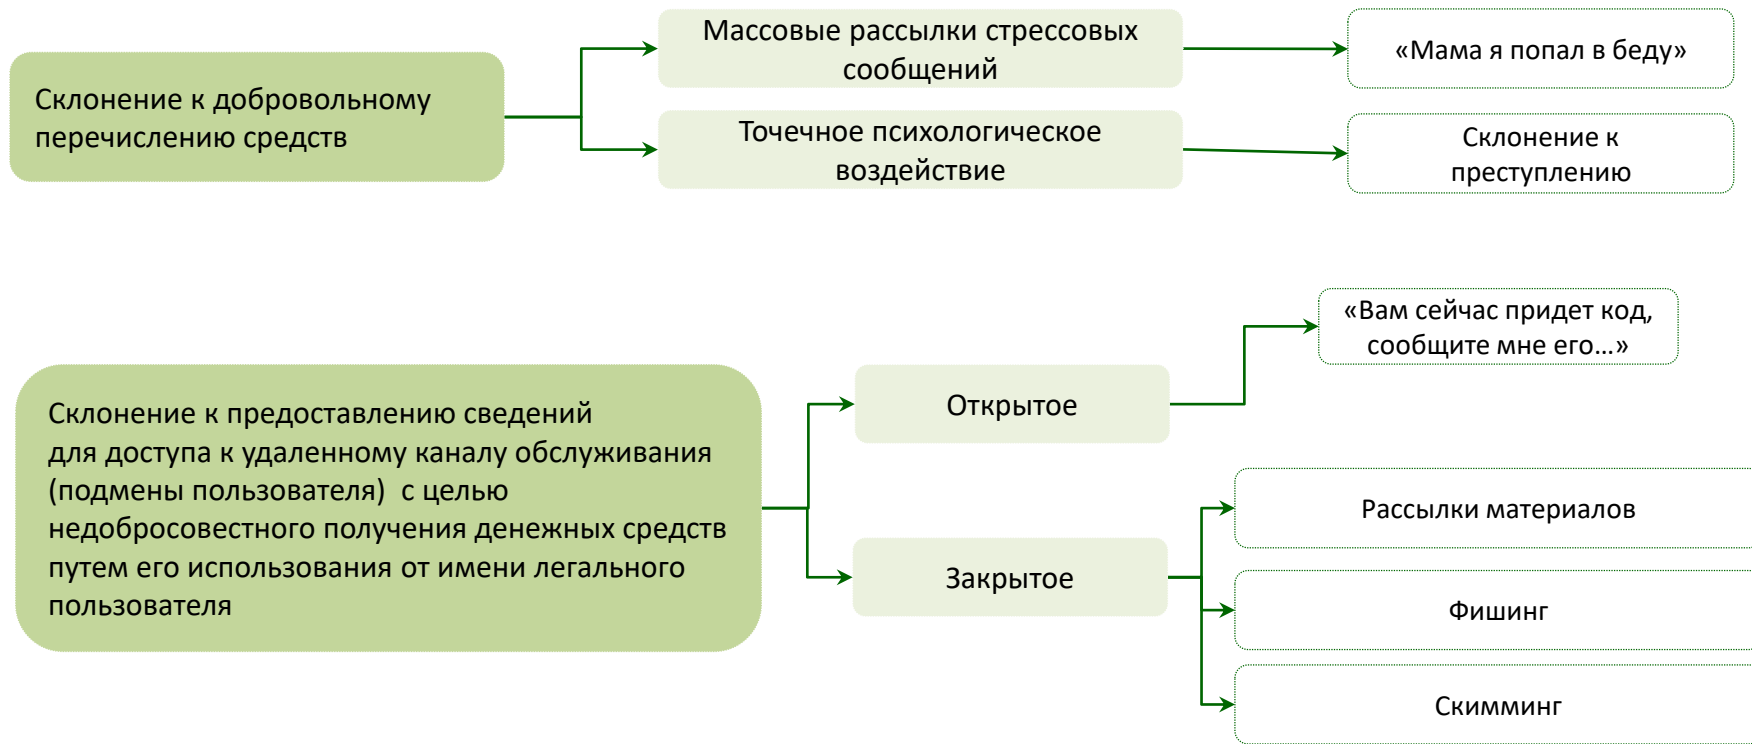 Склонение к добровольному
перечислению средств
Массовые рассылки стрессовых
сообщений
«Мама я попал в беду»
Точечное психологическое
воздействие
Склонение к
преступлению
Склонение к предоставлению сведений
для доступа к удаленному каналу обслуживания
(подмены пользователя) с целью
недобросовестного получения денежных средств
путем его использования от имени легального
пользователя
Открытое
«Вам сейчас придет код,
сообщите мне его…»
Закрытое
Рассылки материалов
Фишинг
Скимминг